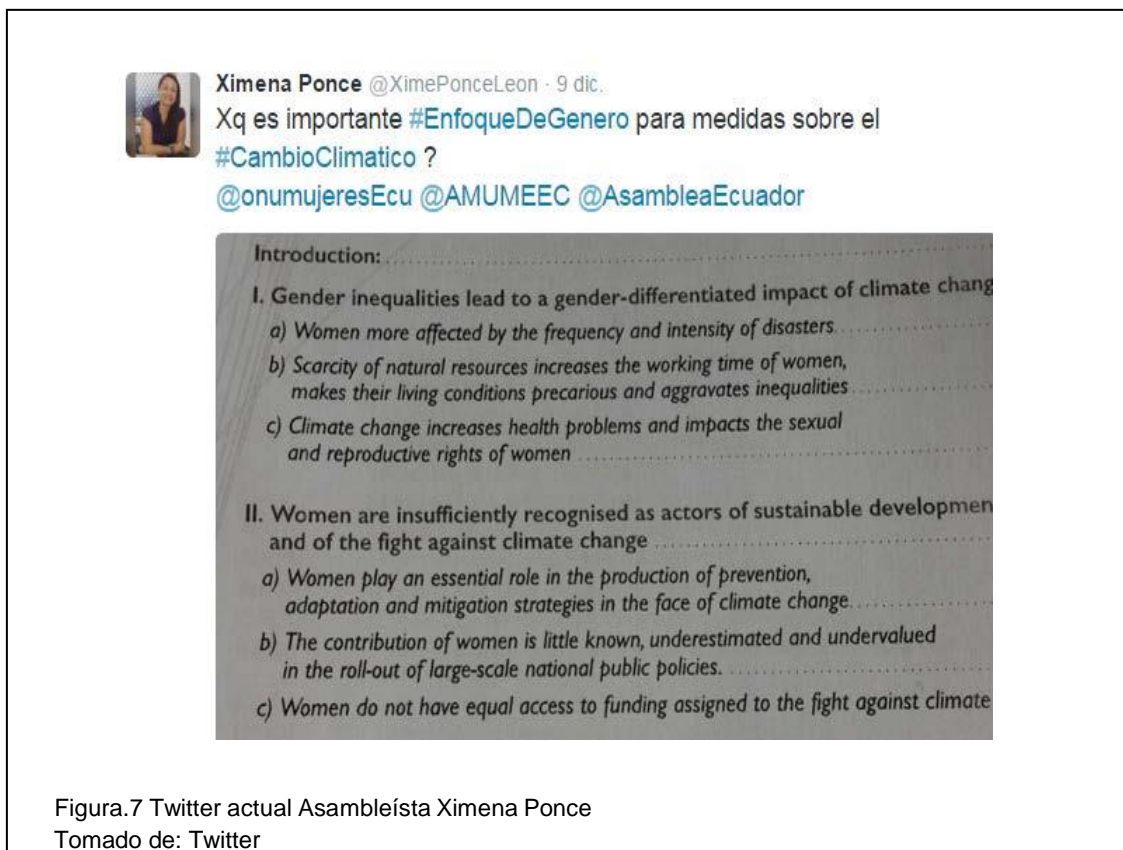 Ximena Ponce @XimePonceLeon · 9 dic.
Xq es importante #EnfoqueDeGenero para medidas sobre el
#CambioClimatico ?
@onumujeresEcu @AMUMEEC @AsambleaEcuador
Introduction: ..........
I. Gender inequalities lead to a gender-differentiated impact of climate chang
a) Women more affected by the frequency and intensity of disasters..........
b) Scarcity of natural resources increases the working time of women,
makes their living conditions precarious and aggravates inequalities ..........
c) Climate change increases health problems and impacts the sexual
and reproductive rights of women ..........
II. Women are insufficiently recognised as actors of sustainable developmen
and of the fight against climate change ..........
a) Women play an essential role in the production of prevention,
adaptation and mitigation strategies in the face of climate change..........
b) The contribution of women is little known, underestimated and undervalued
in the roll-out of large-scale national public policies. ..........
c) Women do not have equal access to funding assigned to the fight against climate
Figura.7 Twitter actual Asambleísta Ximena Ponce
Tomado de: Twitter